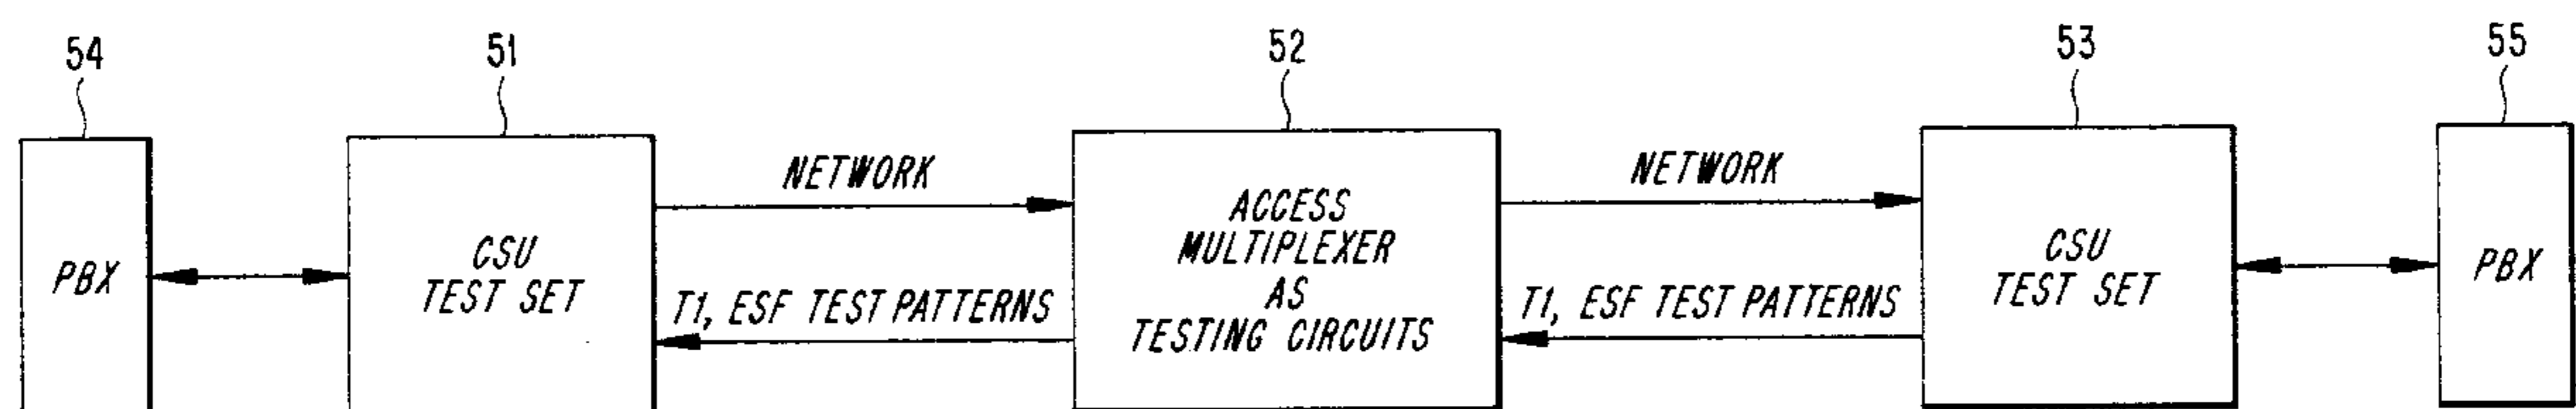 54
51
52
53
55
PBX
CSU
TEST SET
NETWORK
T1, ESF TEST PATTERNS
ACCESS
MULTIPLEXER
AS
TESTING CIRCUITS
NETWORK
T1, ESF TEST PATTERNS
CSU
TEST SET
PBX